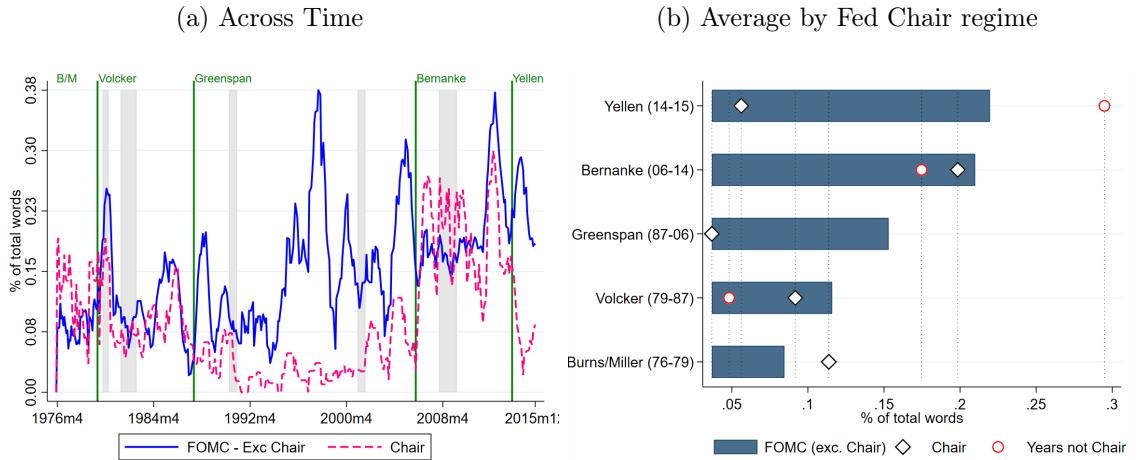 (a) Across Time
B/M
Volcker
Greenspan
Bernanke
Yellen
% of total words
0.38
0.30
0.23
0.15
0.08
0.00
1976m4
1984m4
1992m4
2000m4
2008m4
2015m12
FOMC - Exc Chair
Chair
(b) Average by Fed Chair regime
Yellen (14-15)
Bernanke (06-14)
Greenspan (87-06)
Volcker (79-87)
Burns/Miller (76-79)
.05
.1
.15
.2
.25
.3
% of total words
FOMC (exc. Chair)
Chair
Years not Chair